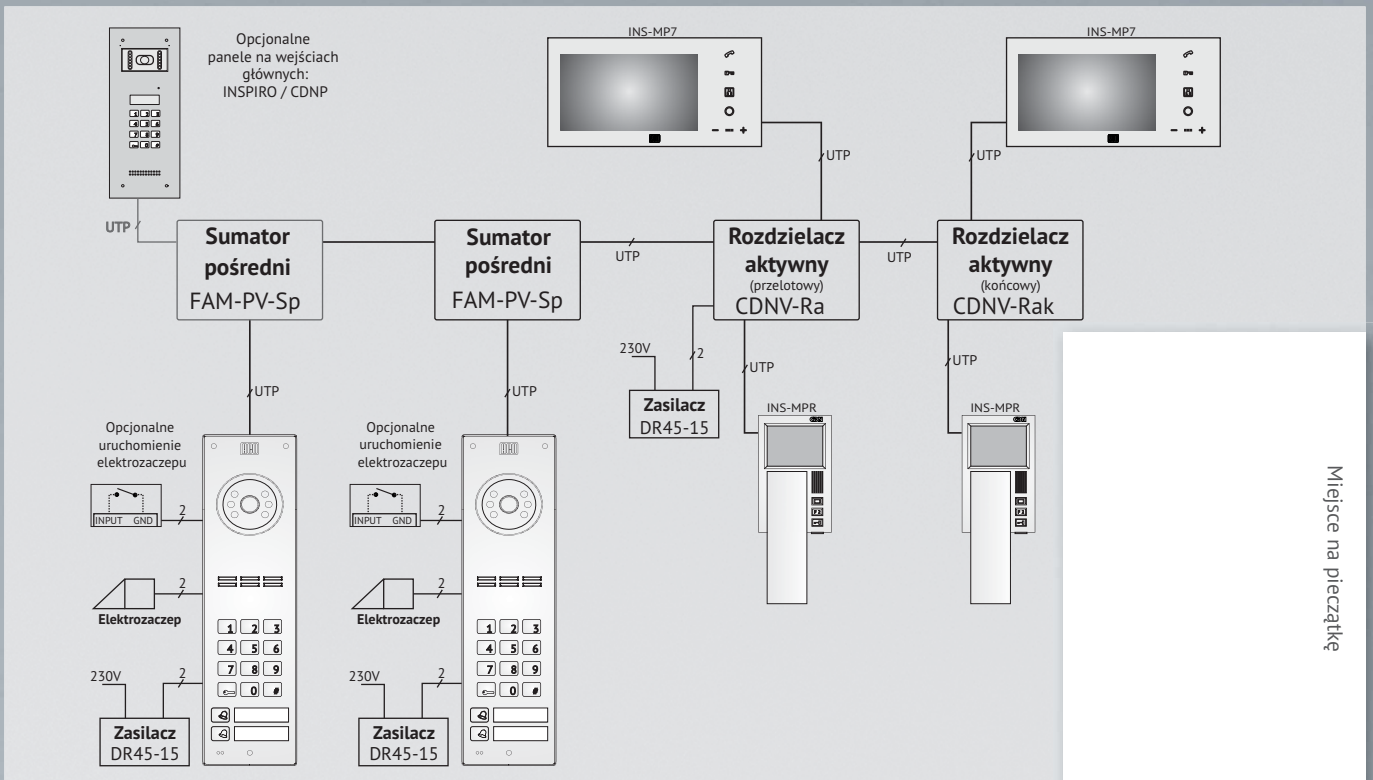 Opcjonalne
panele na wejściach
głównych:
INSPIRO / CDNP
INS-MP7
INS-MP7
UTP
UTP
UTP
Sumator
pośredni
FAM-PV-Sp
Sumator
pośredni
FAM-PV-Sp
UTP
Rozdzielacz
aktywny
(przelotowy)
CDNV-Ra
UTP
Rozdzielacz
aktywny
(końcowy)
CDNV-Rak
230V
2
UTP
UTP
Zasilacz
DR45-15
INS-MPR
INS-MPR
UTP
UTP
Opcjonalne
uruchomienie
elektrozaczepu
INPUT GND
2
Elektrozaczep
2
230V
2
Zasilacz
DR45-15
1 2 3
4 5 6
7 8 9
0 #
Opcjonalne
uruchomienie
elektrozaczepu
INPUT GND
2
Elektrozaczep
2
230V
2
Zasilacz
DR45-15
1 2 3
4 5 6
7 8 9
0 #
Miejsce na pieczątkę